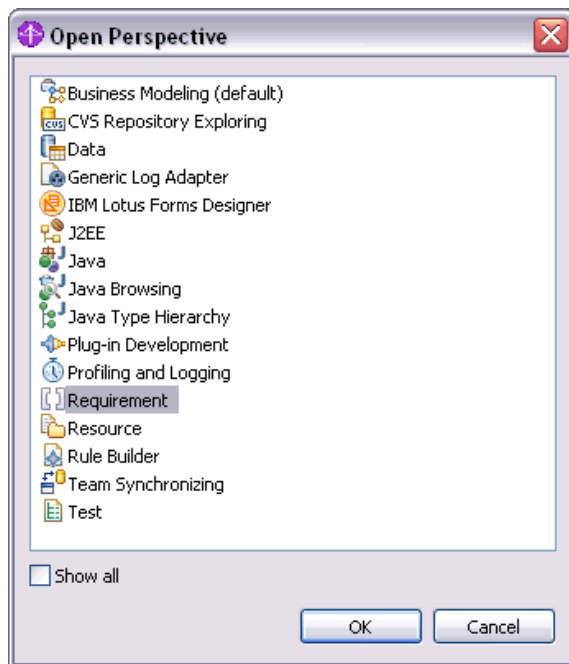 Open Perspective
Business Modeling (default)
CVS Repository Exploring
Data
Generic Log Adapter
IBM Lotus Forms Designer
J2EE
Java
Java Browsing
Java Type Hierarchy
Plug-in Development
Profiling and Logging
Requirement
Resource
Rule Builder
Team Synchronizing
Test
Show all
OK Cancel